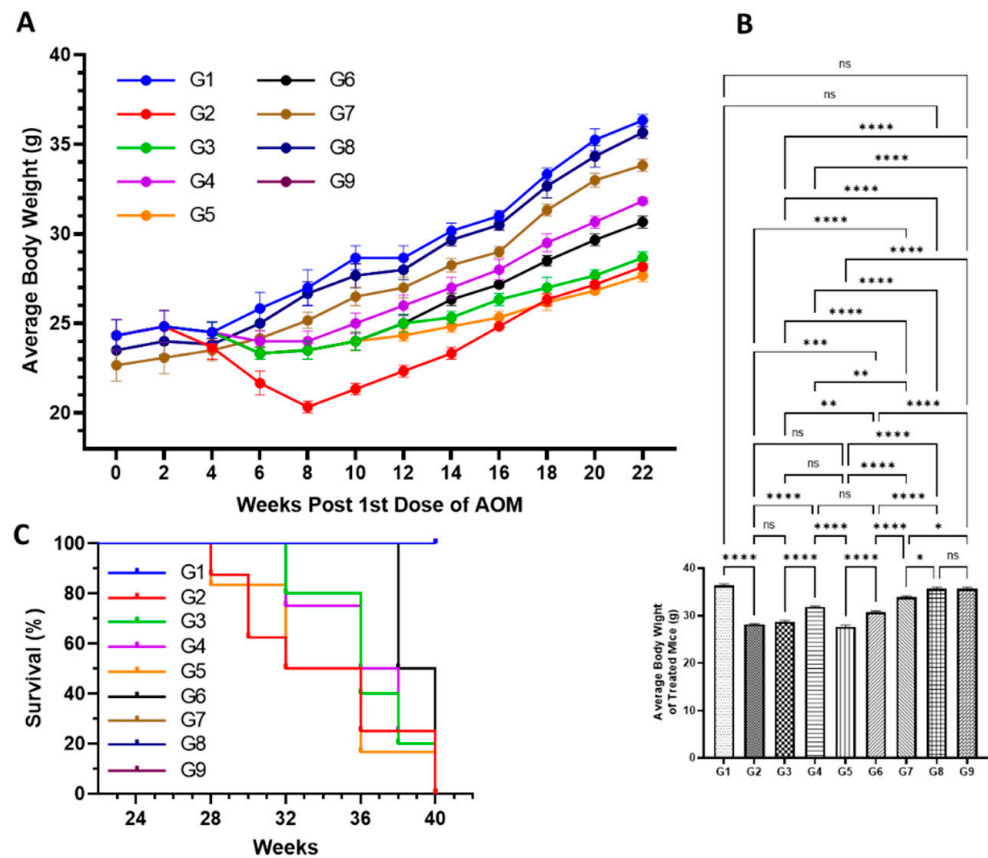 A
40
35
30
25
20
Average Body Weight (g)
G1
G2
G3
G4
G5
G6
G7
G8
G9
0 2 4 6 8 10 12 14 16 18 20 22
Weeks Post 1st Dose of AOM
B
ns
ns
****
****
****
****
****
****
****
***
**
** ****
ns ****
ns ****
**** ns ****
ns **** **** *
**** **** **** * ns
40
30
20
10
0
Average Body Wight
of Treated Mice (g)
G1 G2 G3 G4 G5 G6 G7 G8 G9
C
100
80
60
40
20
0
Survival (%)
G1
G2
G3
G4
G5
G6
G7
G8
G9
24 28 32 36 40
Weeks